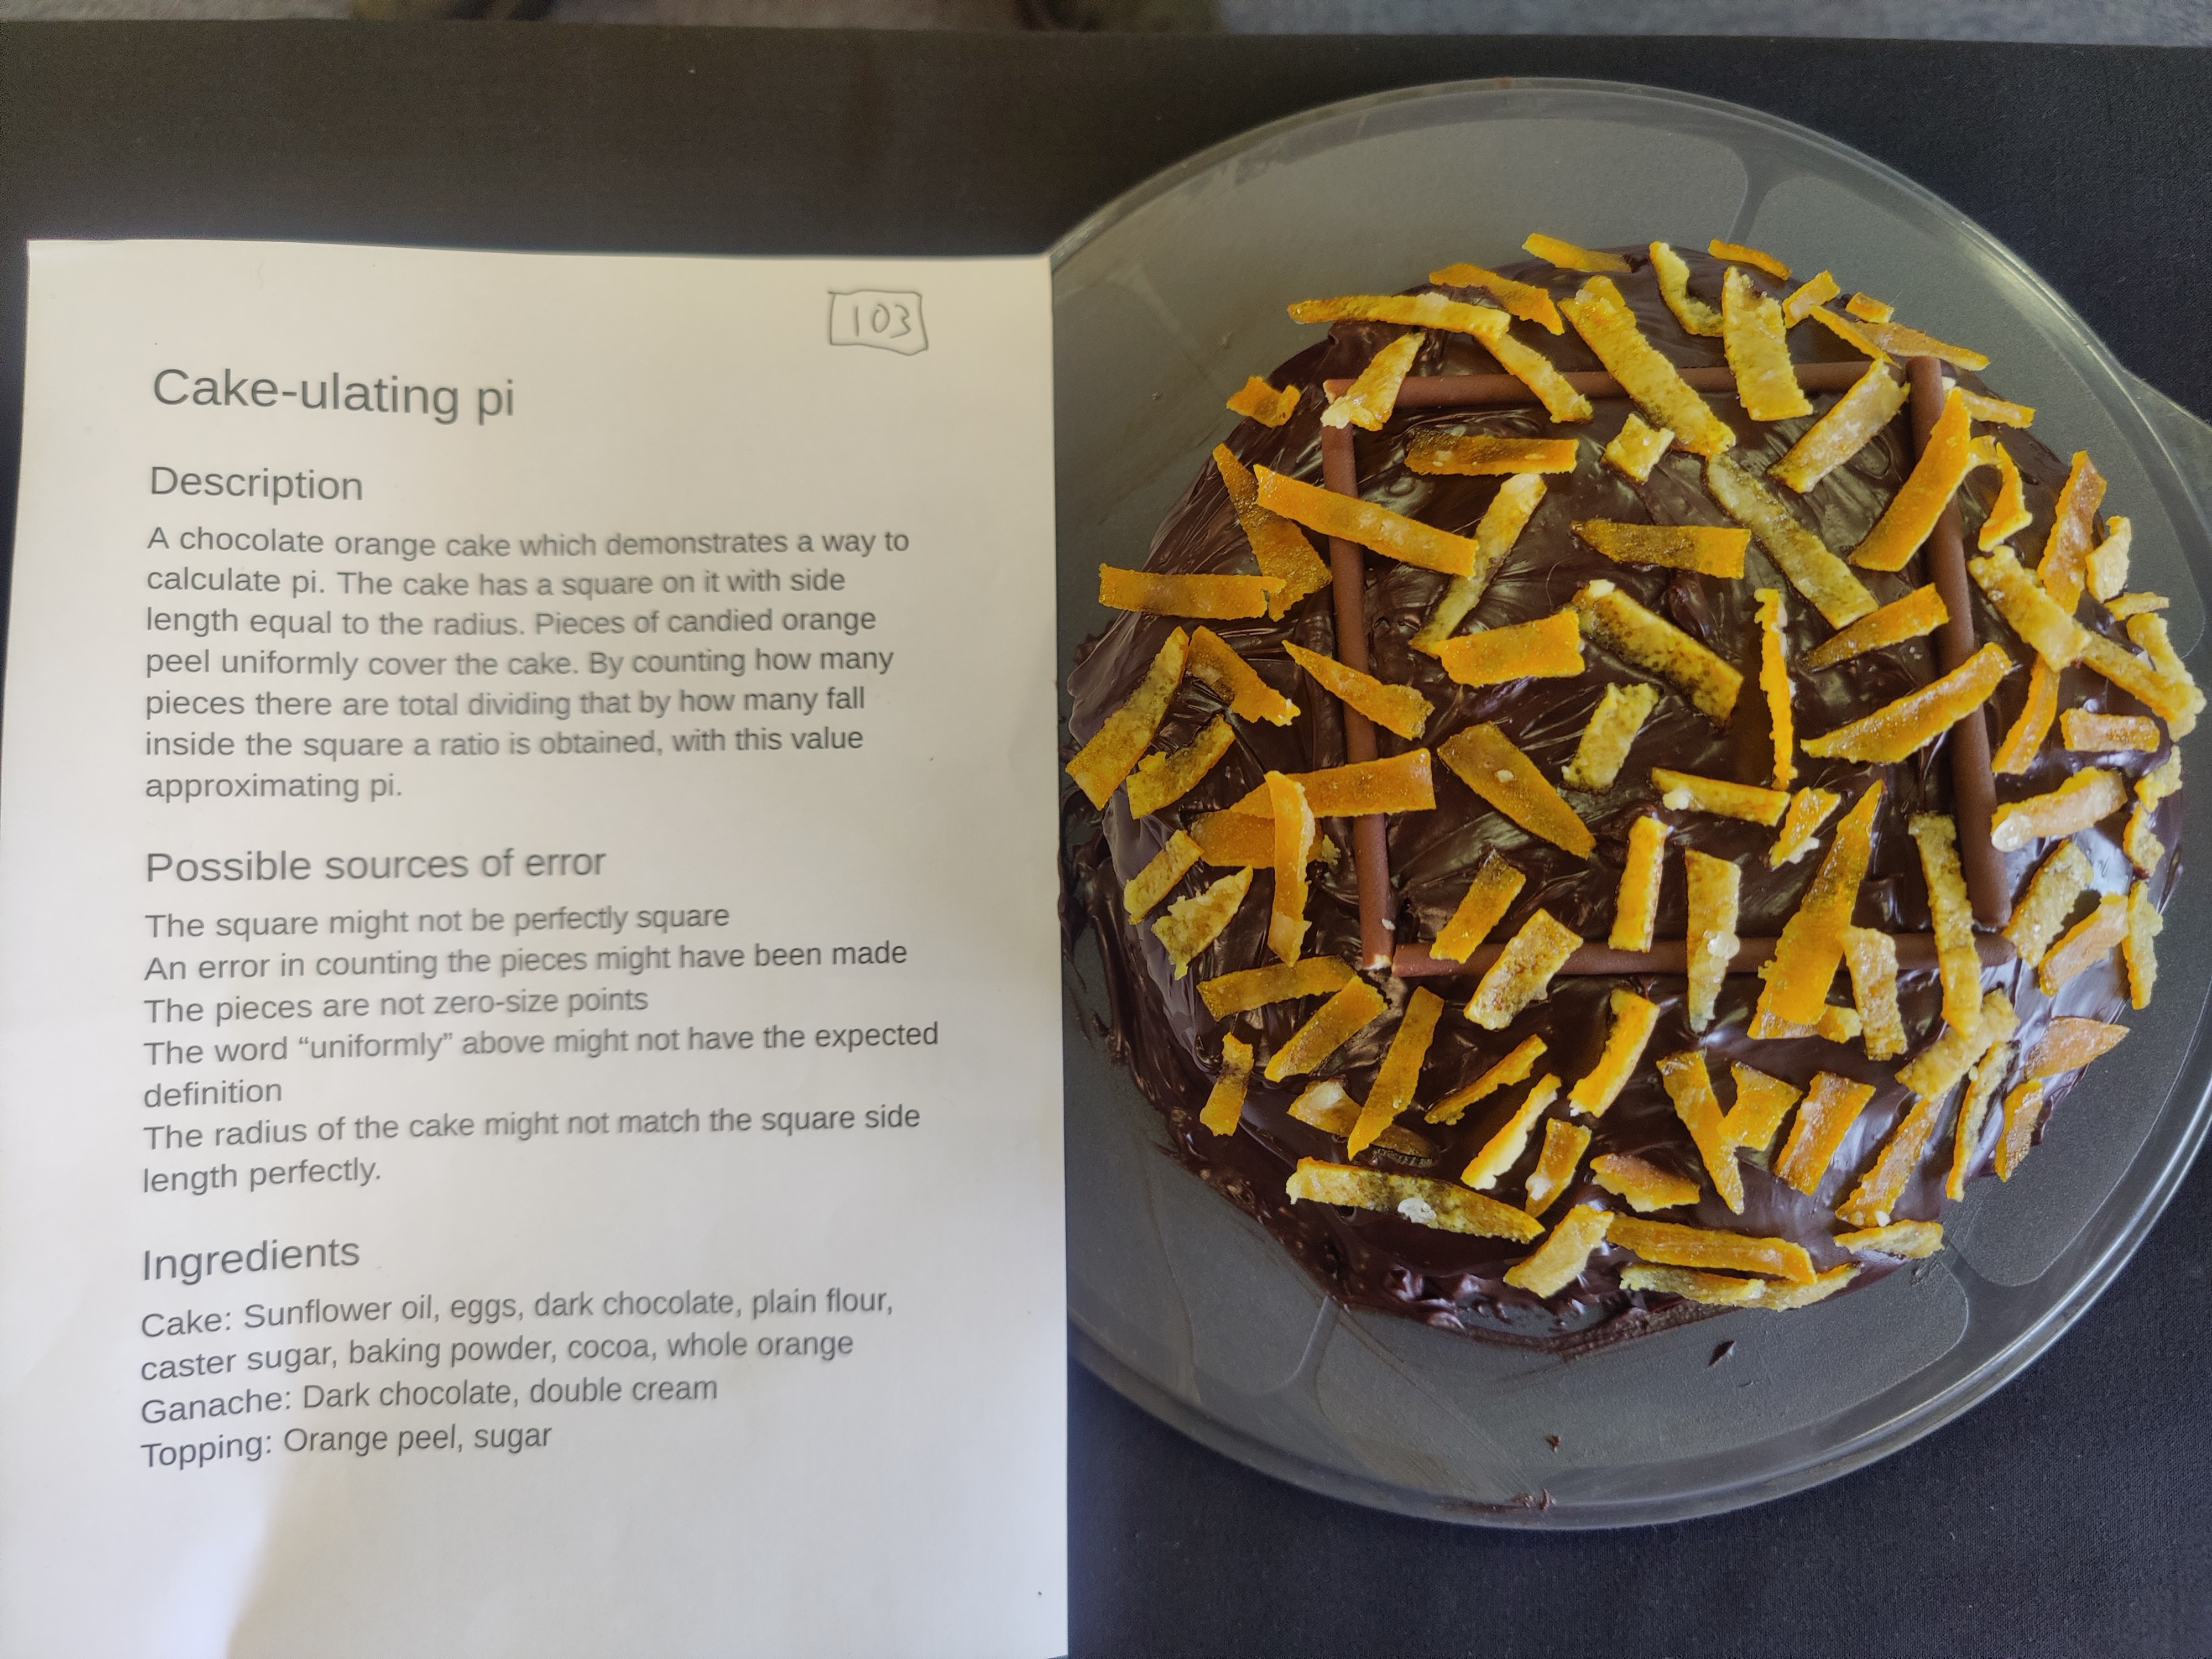 103
Cake-ulating pi
Description
A chocolate orange cake which demonstrates a way to
calculate pi. The cake has a square on it with side
length equal to the radius. Pieces of candied orange
peel uniformly cover the cake. By counting how many
pieces there are total dividing that by how many fall
inside the square a ratio is obtained, with this value
approximating pi.
Possible sources of error
The square might not be perfectly square
An error in counting the pieces might have been made
The pieces are not zero-size points
The word “uniformly” above might not have the expected
definition
The radius of the cake might not match the square side
length perfectly.
Ingredients
Cake: Sunflower oil, eggs, dark chocolate, plain flour,
caster sugar, baking powder, cocoa, whole orange
Ganache: Dark chocolate, double cream
Topping: Orange peel, sugar